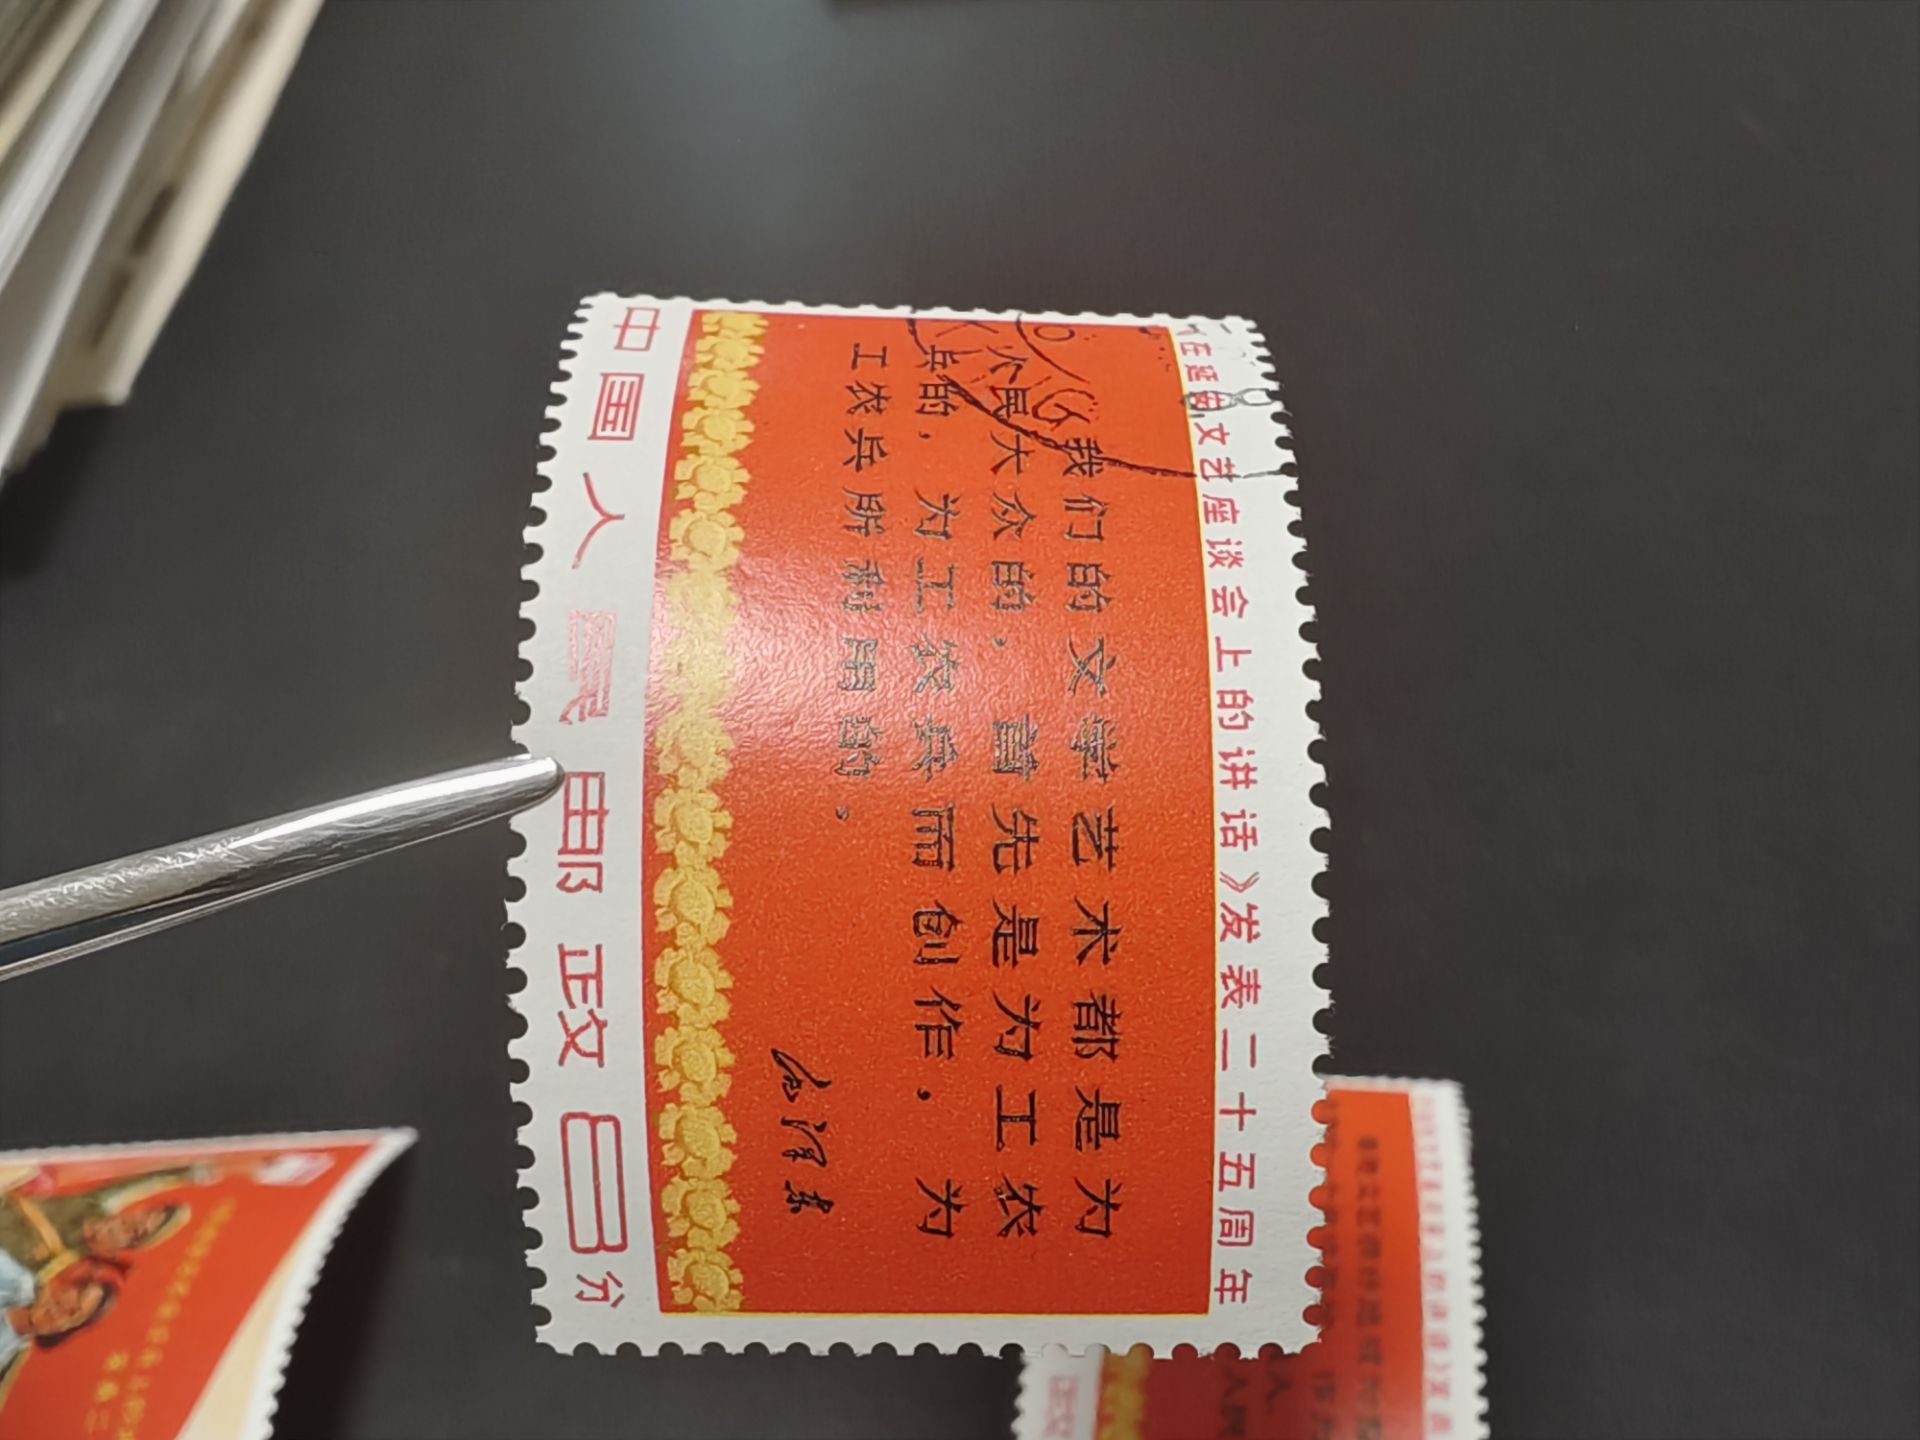 《在延安文艺座谈会上的讲话》发表二十五周年
我们的文学艺术都是为
人民大众的，首先是为工农
兵的，为工农兵而创作，为
工农兵所利用的。
毛泽东
中国人民邮政8分